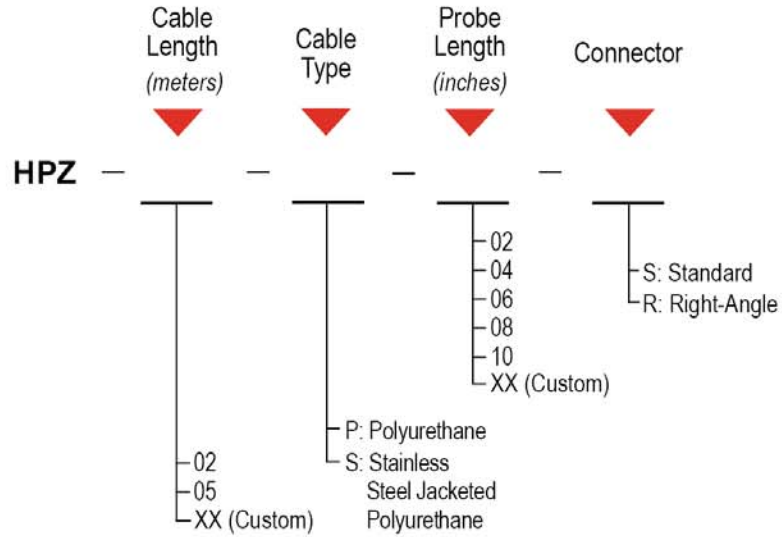 Cable
Length
(meters)
Cable
Type
Probe
Length
(inches)
Connector
HPZ — — — —
02
05
XX (Custom)
P: Polyurethane
S: Stainless
Steel Jacketed
Polyurethane
02
04
06
08
10
XX (Custom)
S: Standard
R: Right-Angle